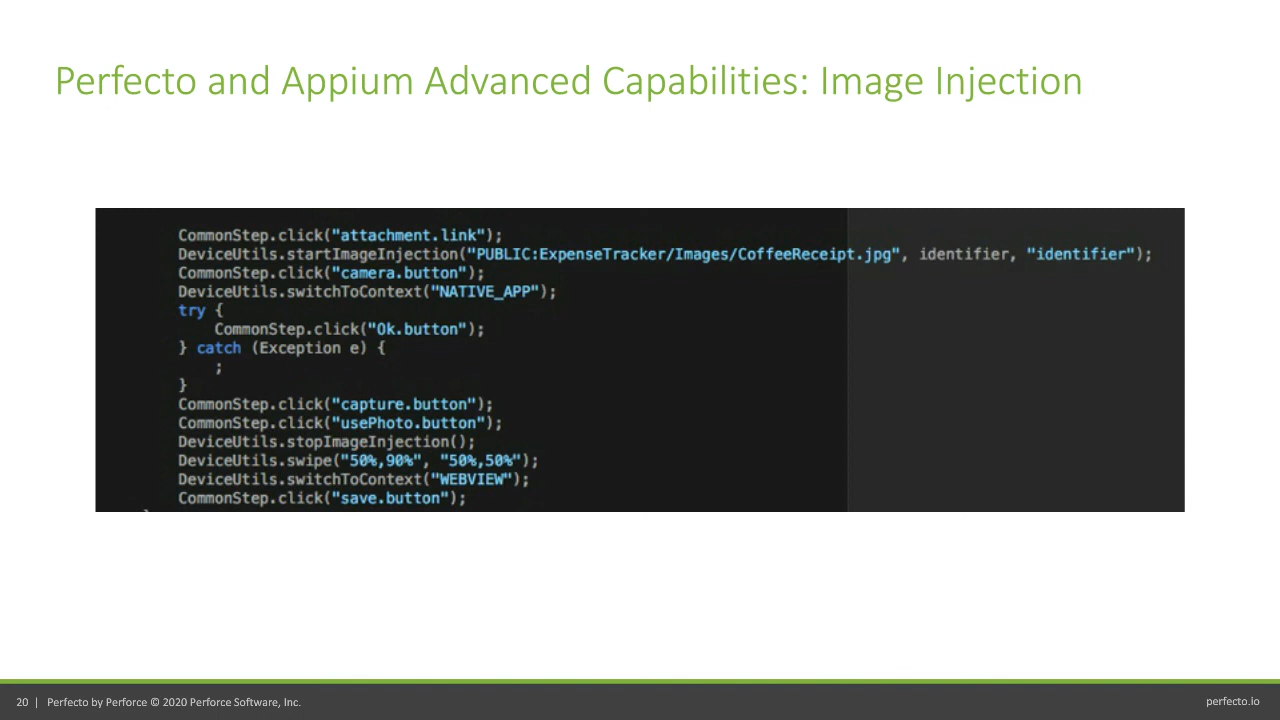 Perfecto and Appium Advanced Capabilities: Image Injection
CommonStep.click("attachment.link");
DeviceUtils.startImageInjection("PUBLIC:ExpenseTracker/Images/CoffeeReceipt.jpg", identifier, "identifier");
CommonStep.click("camera.button");
DeviceUtils.switchToContext("NATIVE_APP");
try {
CommonStep.click("Ok.button");
} catch (Exception e) {
;
}
CommonStep.click("capture.button");
CommonStep.click("usePhoto.button");
DeviceUtils.stopImageInjection();
DeviceUtils.swipe("50%,90%", "50%,50%");
DeviceUtils.switchToContext("WEBVIEW");
CommonStep.click("save.button");
20 | Perfecto by Perforce © 2020 Perforce Software, Inc.
perfecto.io